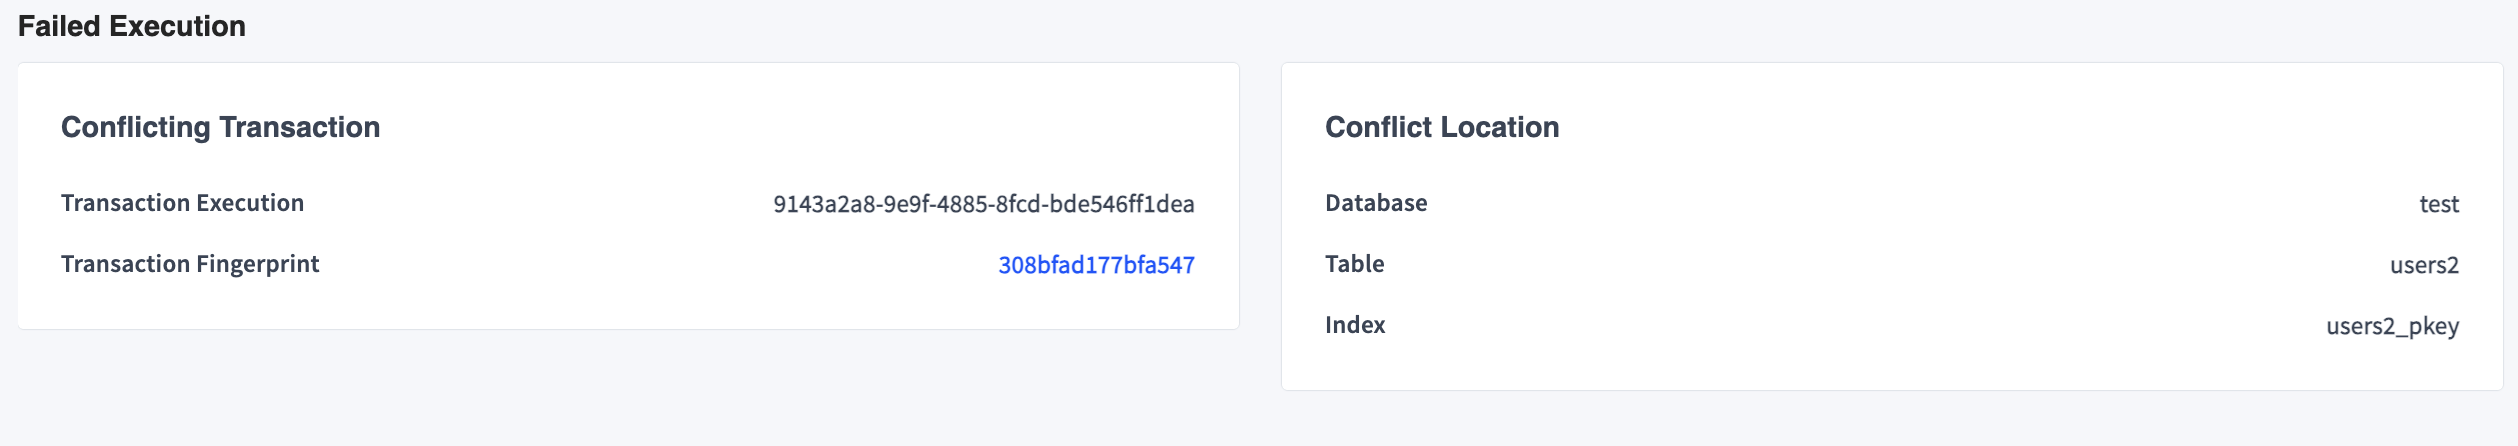 Failed Execution
Conflicting Transaction
Transaction Execution 9143a2a8-9e9f-4885-8fcd-bde546ff1dea
Transaction Fingerprint 308bfad177bfa547
Conflict Location
Database test
Table users2
Index users2_pkey